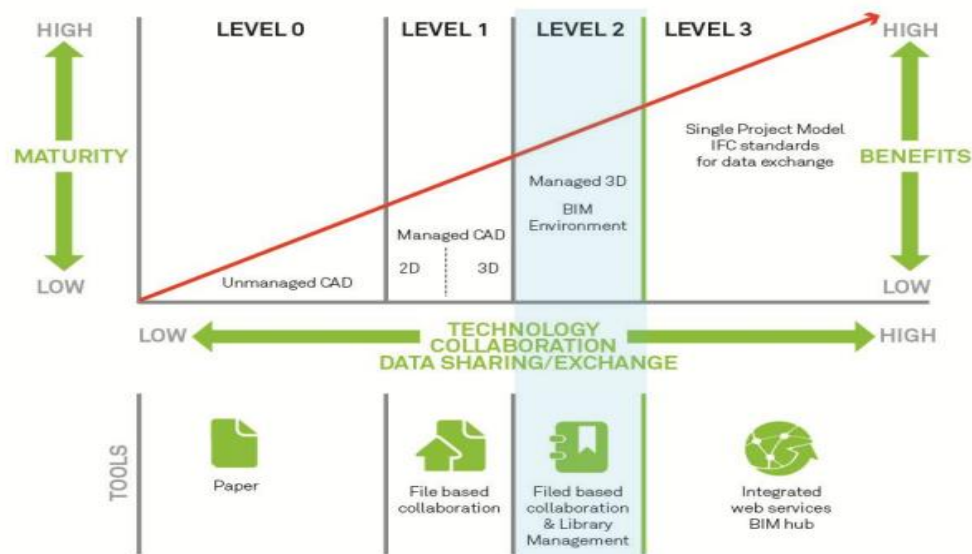 HIGH
LEVEL 0
LEVEL 1
LEVEL 2
LEVEL 3
HIGH
MATURITY
BENEFITS
Single Project Model
IFC standards
for data exchange
Managed 3D
BIM
Environment
Managed CAD
2D
3D
Unmanaged CAD
LOW
LOW
LOW
TECHNOLOGY
COLLABORATION
DATA SHARING/EXCHANGE
HIGH
TOOLS
Paper
File based
collaboration
Filed based
collaboration
& Library
Management
Integrated
web services
BIM hub